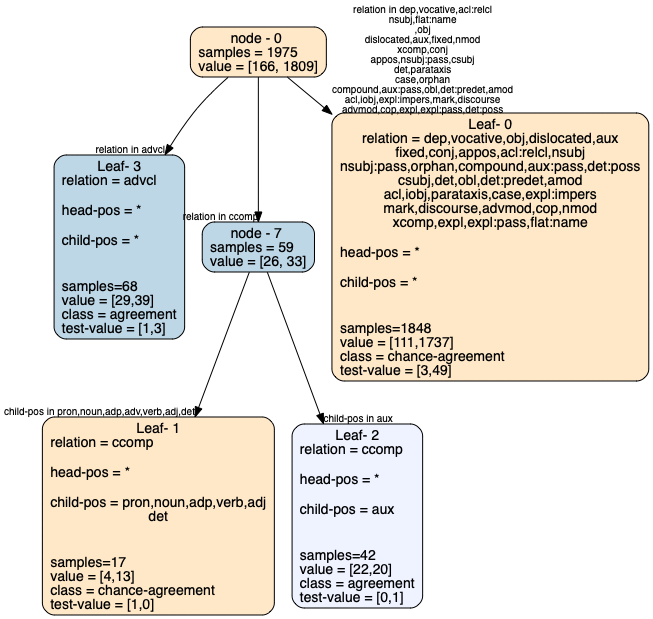 relation in dep,vocative,acl:relcl
nsubj,flat:name
,obj
dislocated,aux,fixed,nmod
xcomp,conj
appos,nsubj:pass,csubj
det,parataxis
case,orphan
compound,aux:pass,obl,det:predet,amod
acl,iobj,expl:impers,mark,discourse
advmod,cop,expl,expl:pass,det:poss
node - 0
samples = 1975
value = [166, 1809]
relation in advcl
Leaf- 3
relation = advcl
head-pos = *
child-pos = *
samples=68
value = [29,39]
class = agreement
test-value = [1,3]
relation in ccomp
node - 7
samples = 59
value = [26, 33]
Leaf- 0
relation = dep,vocative,obj,dislocated,aux
fixed,conj,appos,acl:relcl,nsubj
nsubj:pass,orphan,compound,aux:pass,det:poss
csubj,det,obl,det:predet,amod
acl,iobj,parataxis,case,expl:impers
mark,discourse,advmod,cop,nmod
xcomp,expl,expl:pass,flat:name
head-pos = *
child-pos = *
samples=1848
value = [111,1737]
class = chance-agreement
test-value = [3,49]
child-pos in pron,noun,adp,adv,verb,adj,det
Leaf- 1
relation = ccomp
head-pos = *
child-pos = pron,noun,adp,verb,adj
det
samples=17
value = [4,13]
class = chance-agreement
test-value = [1,0]
child-pos in aux
Leaf- 2
relation = ccomp
head-pos = *
child-pos = aux
samples=42
value = [22,20]
class = agreement
test-value = [0,1]